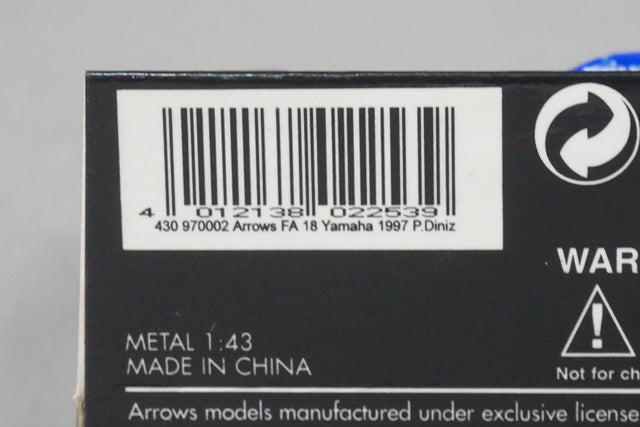 4 012138 022539
430 970002 Arrows FA 18 Yamaha 1997 P.Diniz
WAR
METAL 1:43
MADE IN CHINA
Not for ch
Arrows models manufactured under exclusive license